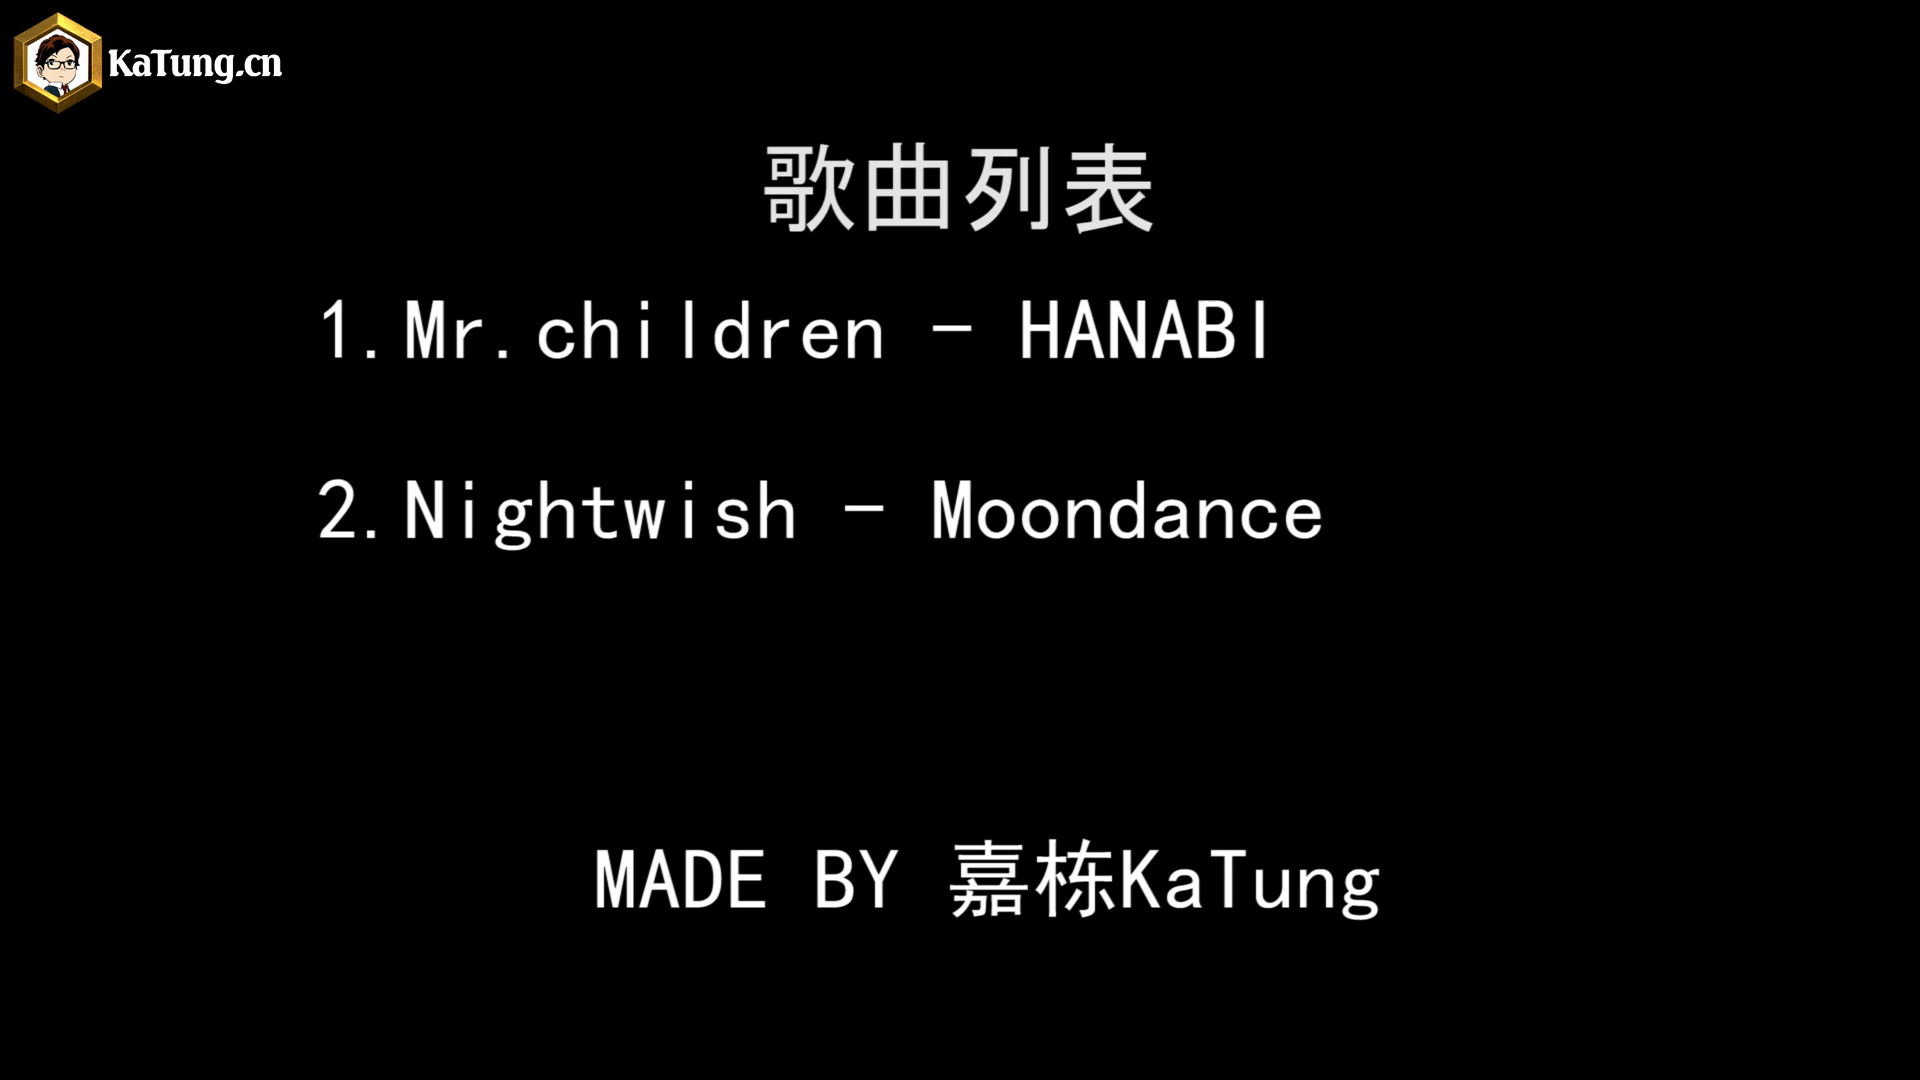 KaTung.cn
歌曲列表
1.Mr.children - HANABI
2.Nightwish - Moondance
MADE BY 嘉栋KaTung